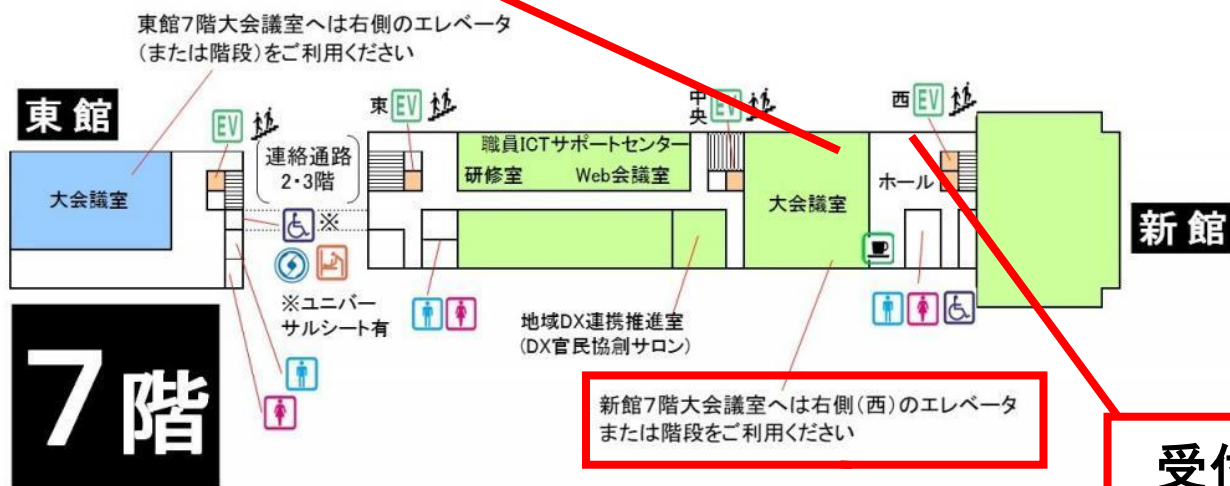 東館7階大会議室へは右側のエレベータ
(または階段)をご利用ください
東館
EV
連絡通路
2・3階
大会議室
※
※ユニバー
サルシート有
東 EV
職員ICTサポートセンター
研修室 Web会議室
中央 EV
大会議室
西 EV
ホール
新館
地域DX連携推進室
(DX官民協創サロン)
新館7階大会議室へは右側(西)のエレベータ
または階段をご利用ください
7階
受